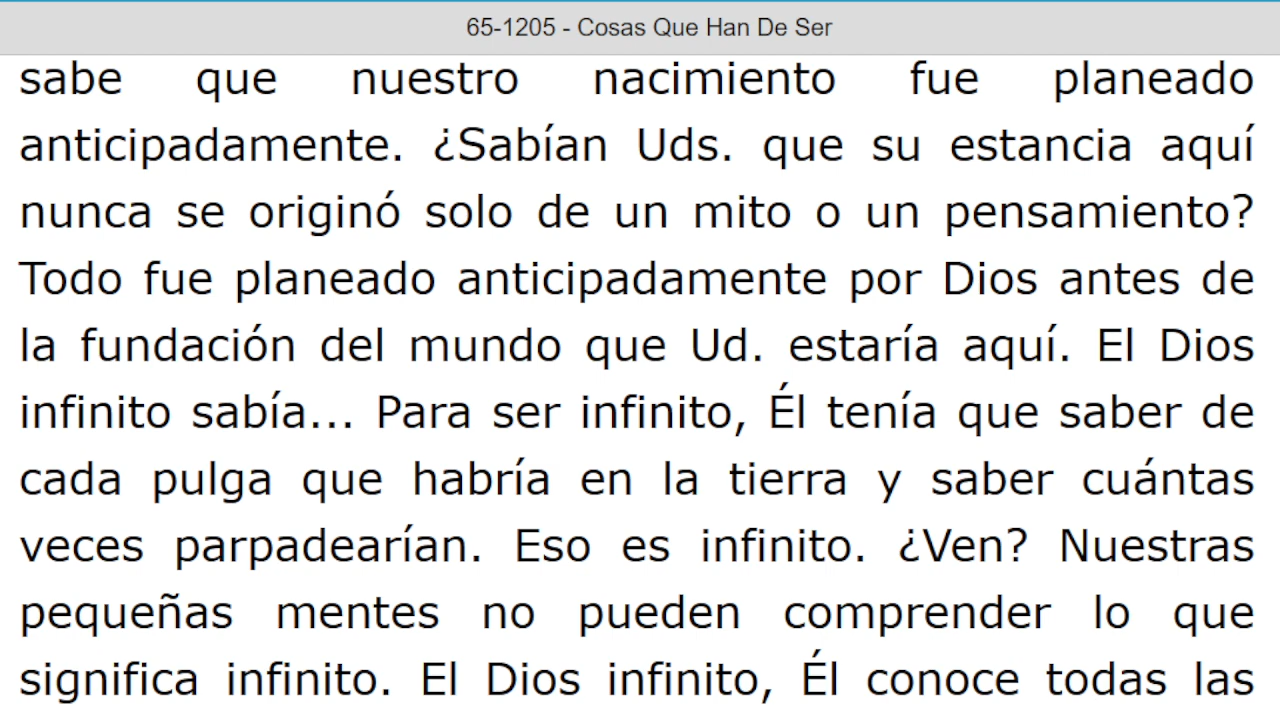 65-1205 - Cosas Que Han De Ser
sabe que nuestro nacimiento fue planeado
anticipadamente. ¿Sabían Uds. que su estancia aquí
nunca se originó solo de un mito o un pensamiento?
Todo fue planeado anticipadamente por Dios antes de
la fundación del mundo que Ud. estaría aquí. El Dios
infinito sabía... Para ser infinito, Él tenía que saber de
cada pulga que habría en la tierra y saber cuántas
veces parpadearían. Eso es infinito. ¿Ven? Nuestras
pequeñas mentes no pueden comprender lo que
significa infinito. El Dios infinito, Él conoce todas las